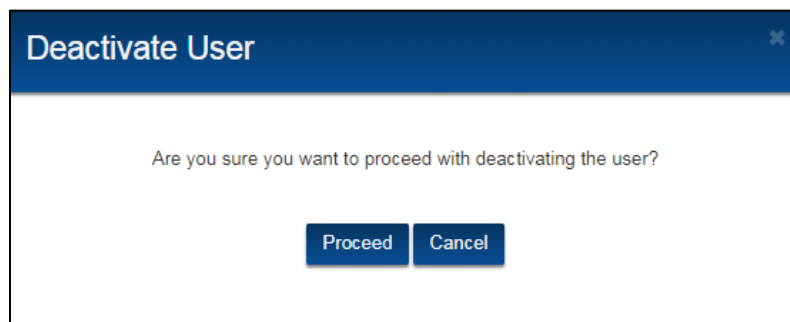 Deactivate User
Are you sure you want to proceed with deactivating the user?
Proceed Cancel